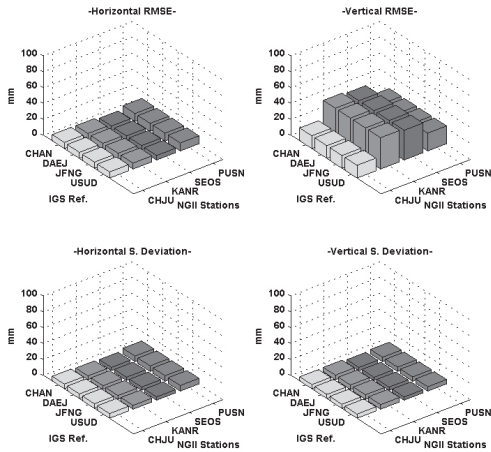 -Horizontal RMSE-
100
80
60
40
20
0
mm
CHAN
DAEJ
JFNG
USUD
IGS Ref.
CHJU
KANR
SEOS
PUSN
NGII Stations
-Vertical RMSE-
100
80
60
40
20
0
mm
CHAN
DAEJ
JFNG
USUD
IGS Ref.
CHJU
KANR
SEOS
PUSN
NGII Stations
-Horizontal S. Deviation-
100
80
60
40
20
0
mm
CHAN
DAEJ
JFNG
USUD
IGS Ref.
CHJU
KANR
SEOS
PUSN
NGII Stations
-Vertical S. Deviation-
100
80
60
40
20
0
mm
CHAN
DAEJ
JFNG
USUD
IGS Ref.
CHJU
KANR
SEOS
PUSN
NGII Stations